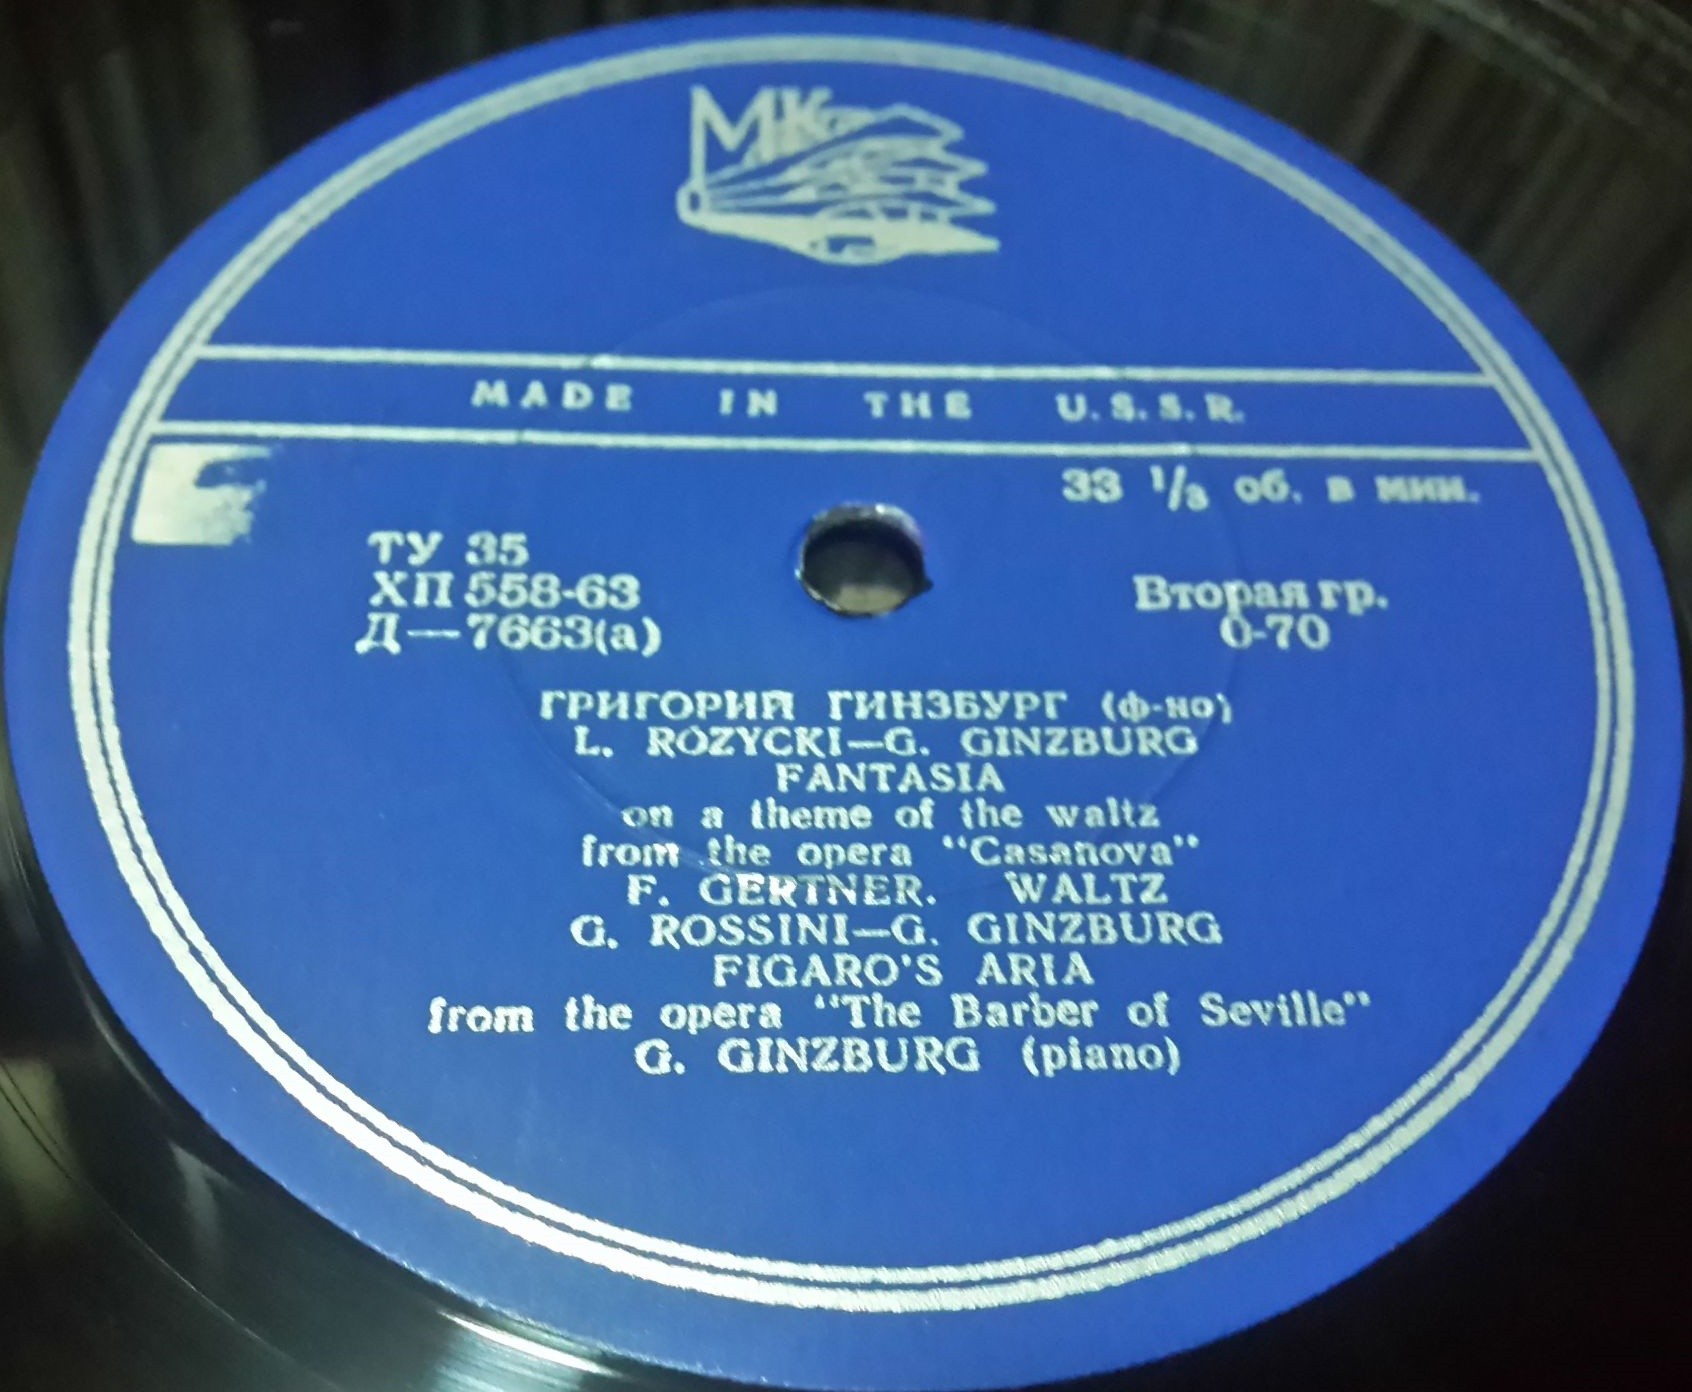 МК
MADE IN THE U.S.S.R.
33 1/3 об. в мин.
ТУ 35
ХП 558-63
Д—7663(а)
Вторая гр.
0-70
ГРИГОРИЙ ГИНЗБУРГ (ф-но)
L. RÓZYCKI—G. GINZBURG
FANTASIA
on a theme of the waltz
from the opera "Casanova"
F. GERTNER. WALTZ
G. ROSSINI—G. GINZBURG
FIGARO'S ARIA
from the opera "The Barber of Seville"
G. GINZBURG (piano)